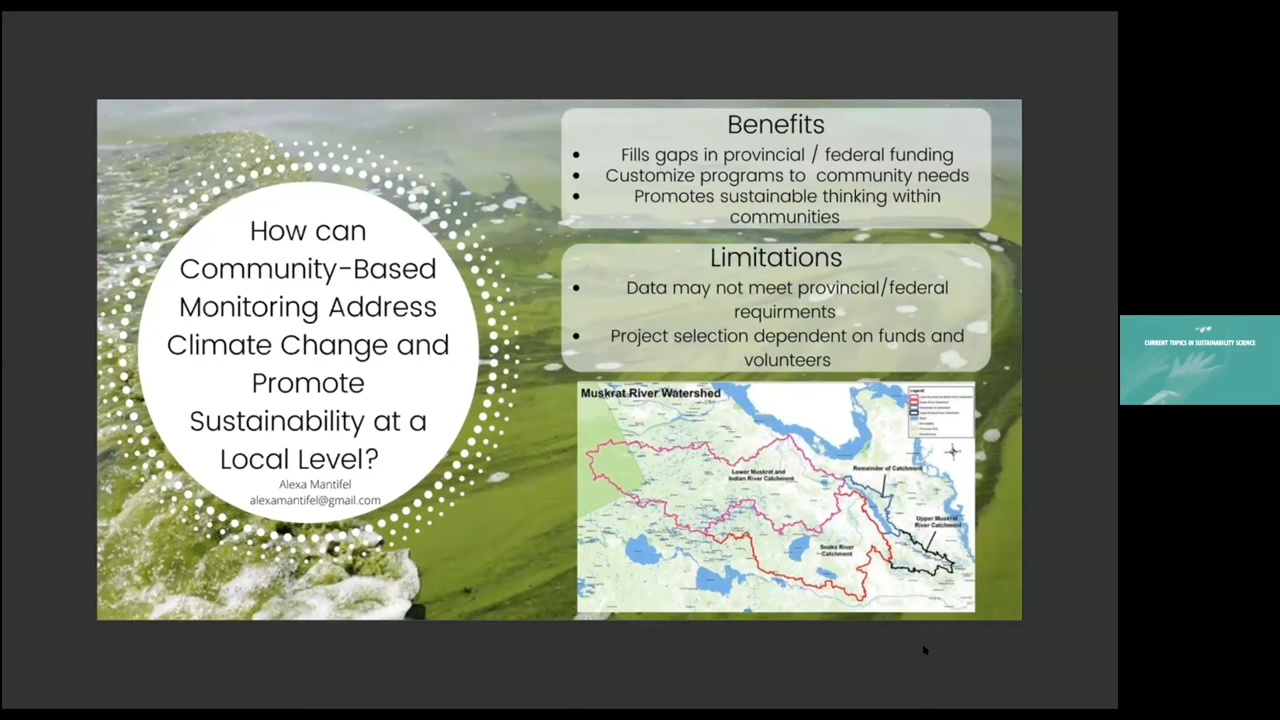 How can
Community-Based
Monitoring Address
Climate Change and
Promote
Sustainability at a
Local Level?
Alexa Mantifel
alexamantifel@gmail.com
Benefits
• Fills gaps in provincial / federal funding
• Customize programs to community needs
• Promotes sustainable thinking within
communities
Limitations
• Data may not meet provincial/federal
requirments
• Project selection dependent on funds and
volunteers
Muskrat River Watershed
Legend
Lower Muskrat and
Indian River Catchment
Remainder of Catchment
Upper Muskrat
River Catchment
Snake River
Catchment
CURRENT TOPICS IN SUSTAINABILITY SCIENCE